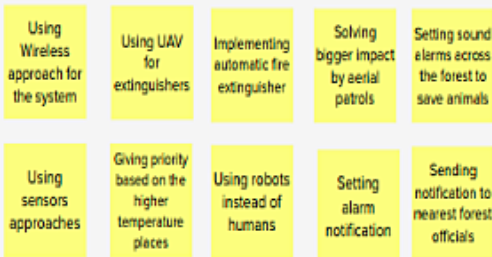 Using
Wireless
approach for
the system
Using UAV
for
extinguishers
Implementing
automatic fire
extinguisher
Solving
bigger impact
by aerial
patrols
Setting sound
alarms across
the forest to
save animals
Using
sensors
approaches
Giving priority
based on the
higher
temperature
places
Using robots
instead of
humans
Setting
alarm
notification
Sending
notification to
nearest forest
officials